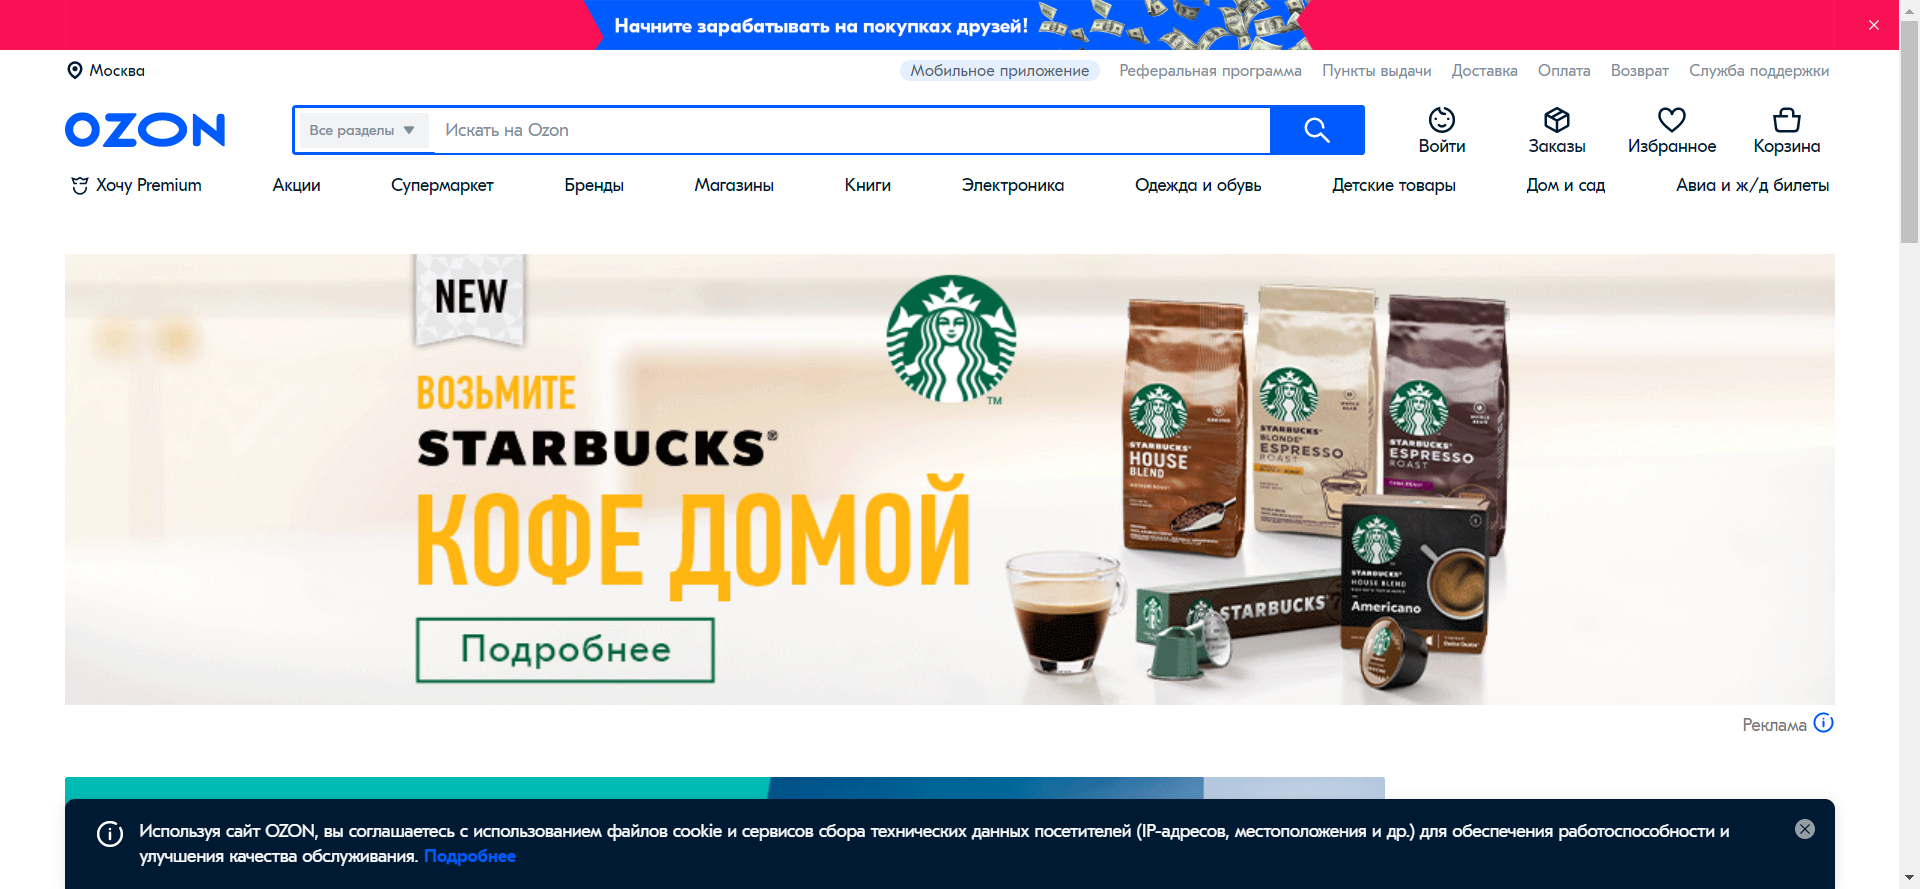 Начните зарабатывать на покупках друзей!
Москва
Мобильное приложение Реферальная программа Пункты выдачи Доставка Оплата Возврат Служба поддержки
OZON
Все разделы Искать на Ozon
Войти Заказы Избранное Корзина
Хочу Premium Акции Супермаркет Бренды Магазины Книги Электроника Одежда и обувь Детские товары Дом и сад Авиа и ж/д билеты
NEW
ВОЗЬМИТЕ
STARBUCKS®
КОФЕ ДОМОЙ
Подробнее
TM
STARBUCKS
HOUSE
BLEND
STARBUCKS
BLONDE
ESPRESSO
ROAST
STARBUCKS
ESPRESSO
ROAST
STARBUCKS
STARBUCKS
HOUSE BLEND
Americano
Реклама
Используя сайт OZON, вы соглашаетесь с использованием файлов cookie и сервисов сбора технических данных посетителей (IP-адресов, местоположения и др.) для обеспечения работоспособности и
улучшения качества обслуживания. Подробнее